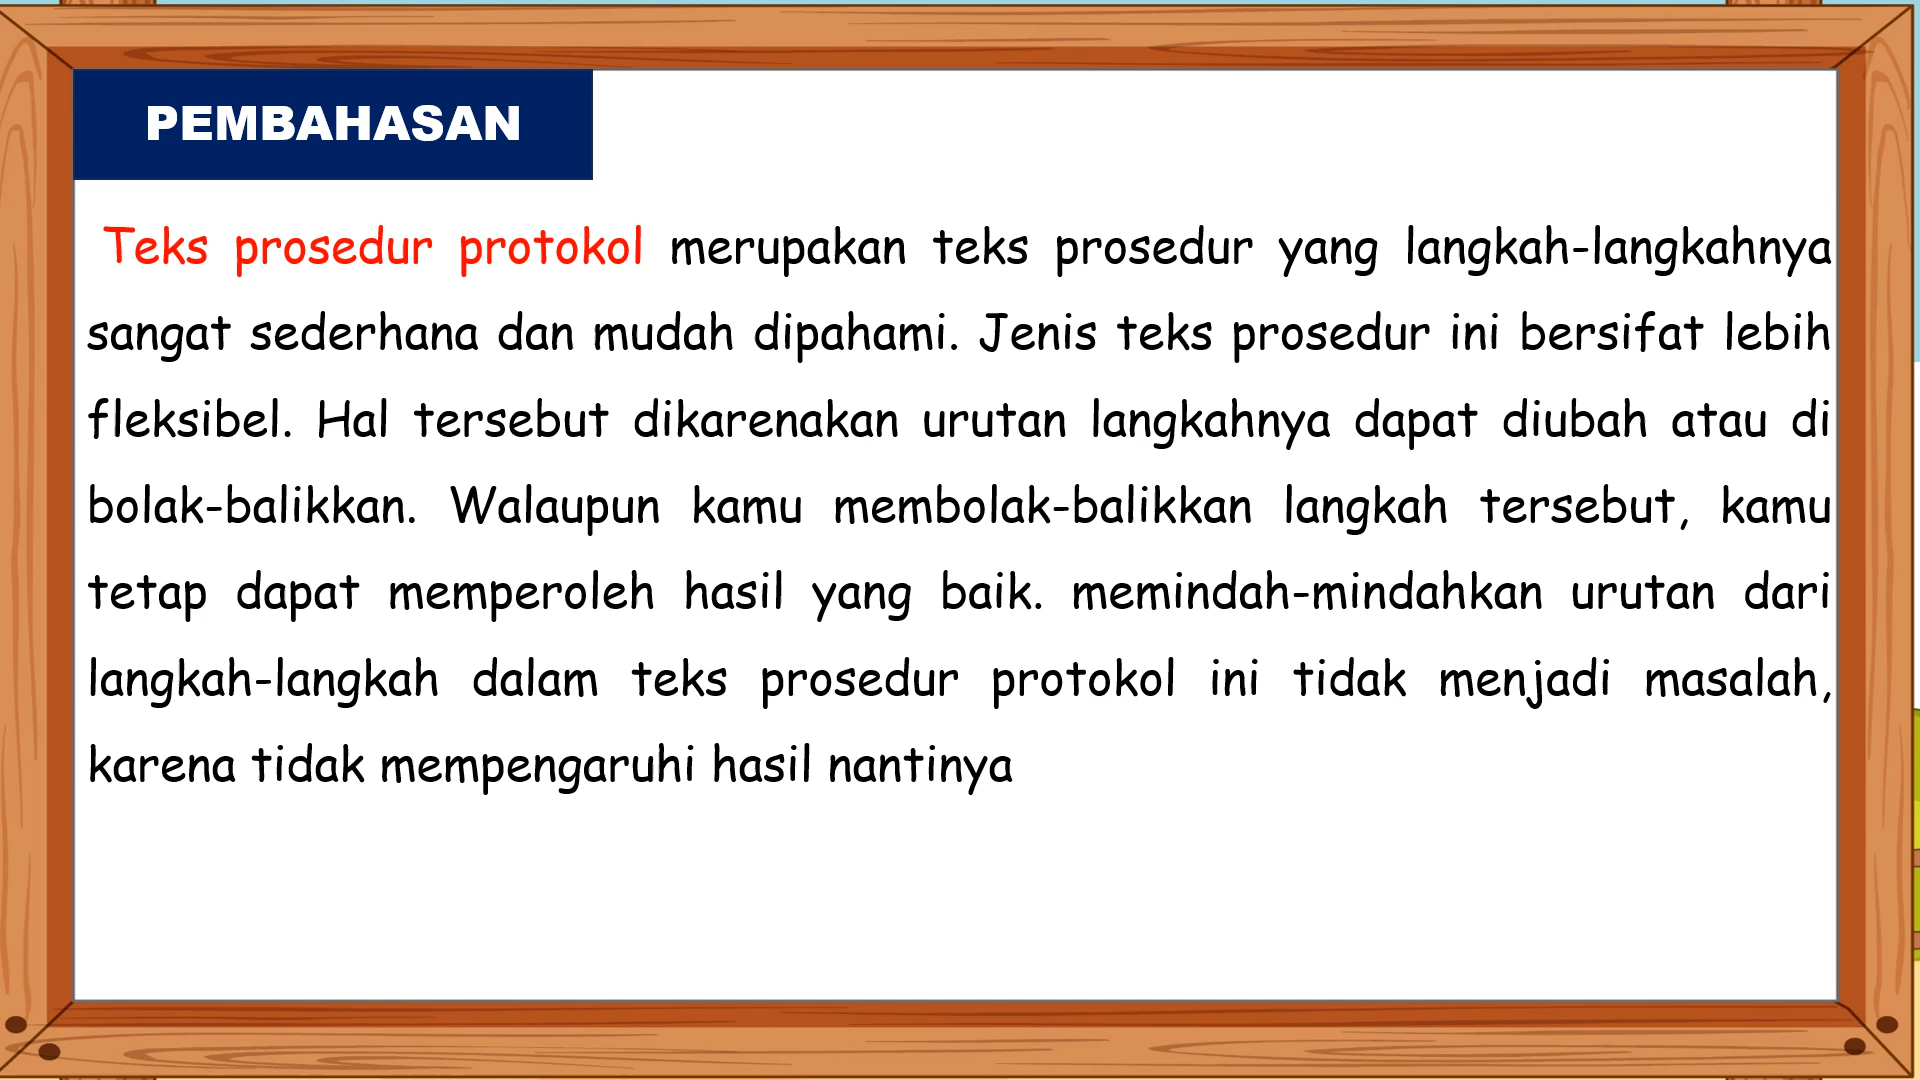 PEMBAHASAN
Teks prosedur protokol merupakan teks prosedur yang langkah-langkahnya
sangat sederhana dan mudah dipahami. Jenis teks prosedur ini bersifat lebih
fleksibel. Hal tersebut dikarenakan urutan langkahnya dapat diubah atau di
bolak-balikkan. Walaupun kamu membolak-balikkan langkah tersebut, kamu
tetap dapat memperoleh hasil yang baik. memindah-mindahkan urutan dari
langkah-langkah dalam teks prosedur protokol ini tidak menjadi masalah,
karena tidak mempengaruhi hasil nantinya